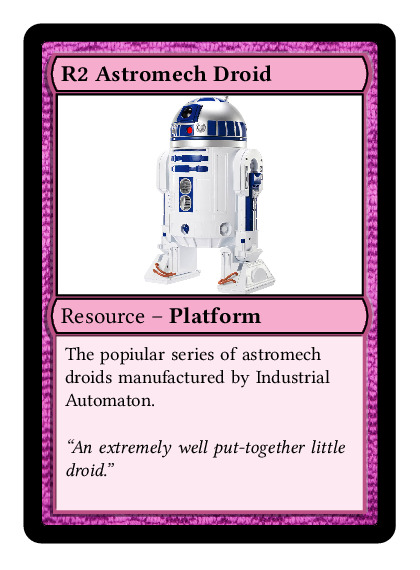 R2 Astromech Droid
Resource – Platform
The popiular series of astromech
droids manufactured by Industrial
Automaton.
“An extremely well put-together little
droid.”